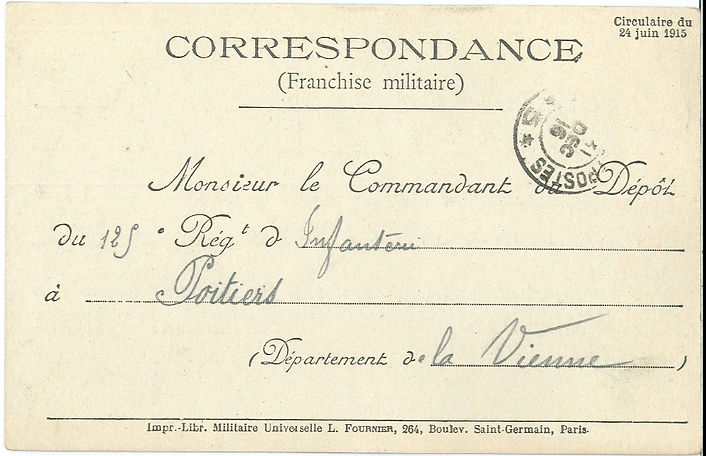 Circulaire du
24 juin 1915
CORRESPONDANCE
(Franchise militaire)
POSTES
Monsieur le Commandant du Dépôt
du 125e Régt d'Infanterie
à Poitiers
(Département de la Vienne)
Impr.-Libr. Militaire Universelle L. FOURNIER, 264, Boulev. Saint-Germain, Paris.